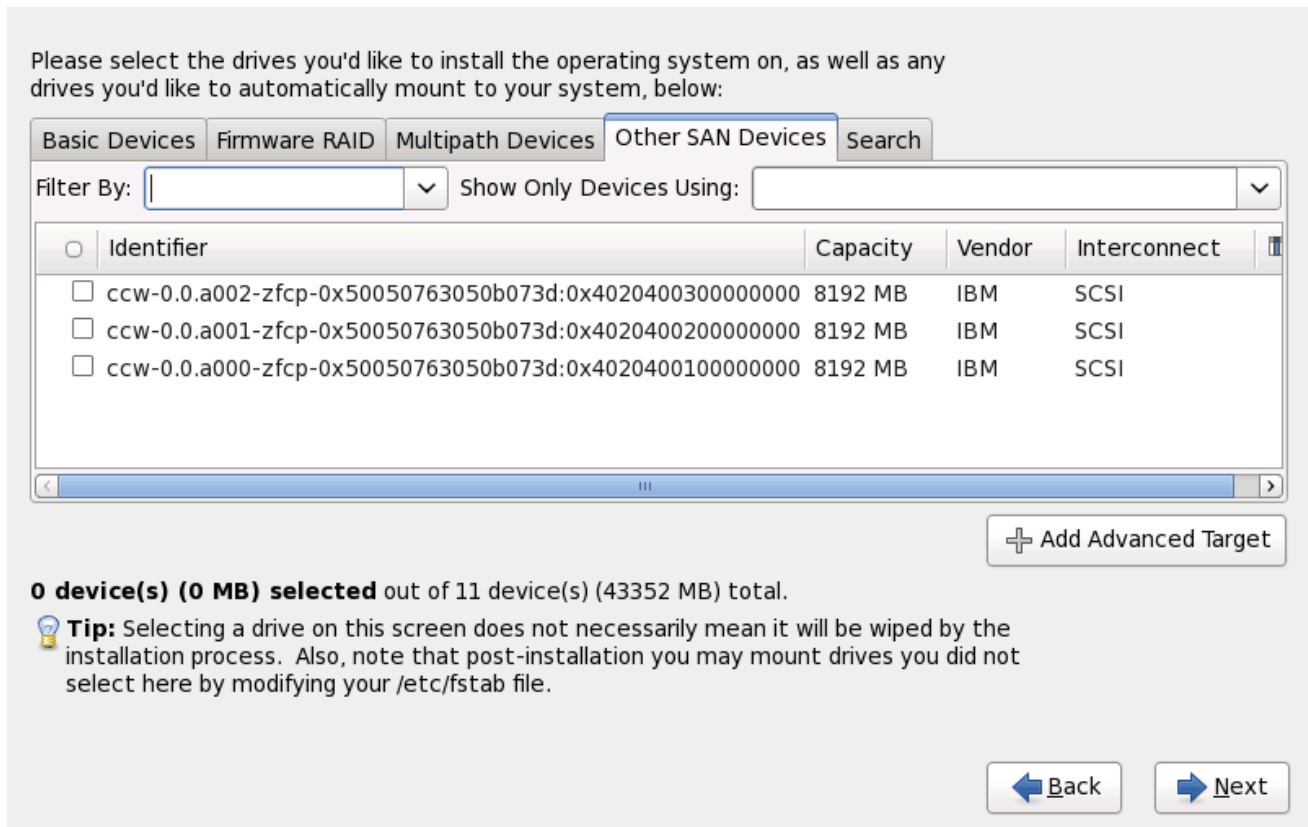 Please select the drives you'd like to install the operating system on, as well as any
drives you'd like to automatically mount to your system, below:
Basic Devices Firmware RAID Multipath Devices Other SAN Devices Search
Filter By: Show Only Devices Using:
Identifier Capacity Vendor Interconnect
ccw-0.0.a002-zfcp-0x50050763050b073d:0x4020400300000000 8192 MB IBM SCSI
ccw-0.0.a001-zfcp-0x50050763050b073d:0x4020400200000000 8192 MB IBM SCSI
ccw-0.0.a000-zfcp-0x50050763050b073d:0x4020400100000000 8192 MB IBM SCSI
Add Advanced Target
0 device(s) (0 MB) selected out of 11 device(s) (43352 MB) total.
Tip: Selecting a drive on this screen does not necessarily mean it will be wiped by the
installation process. Also, note that post-installation you may mount drives you did not
select here by modifying your /etc/fstab file.
Back Next